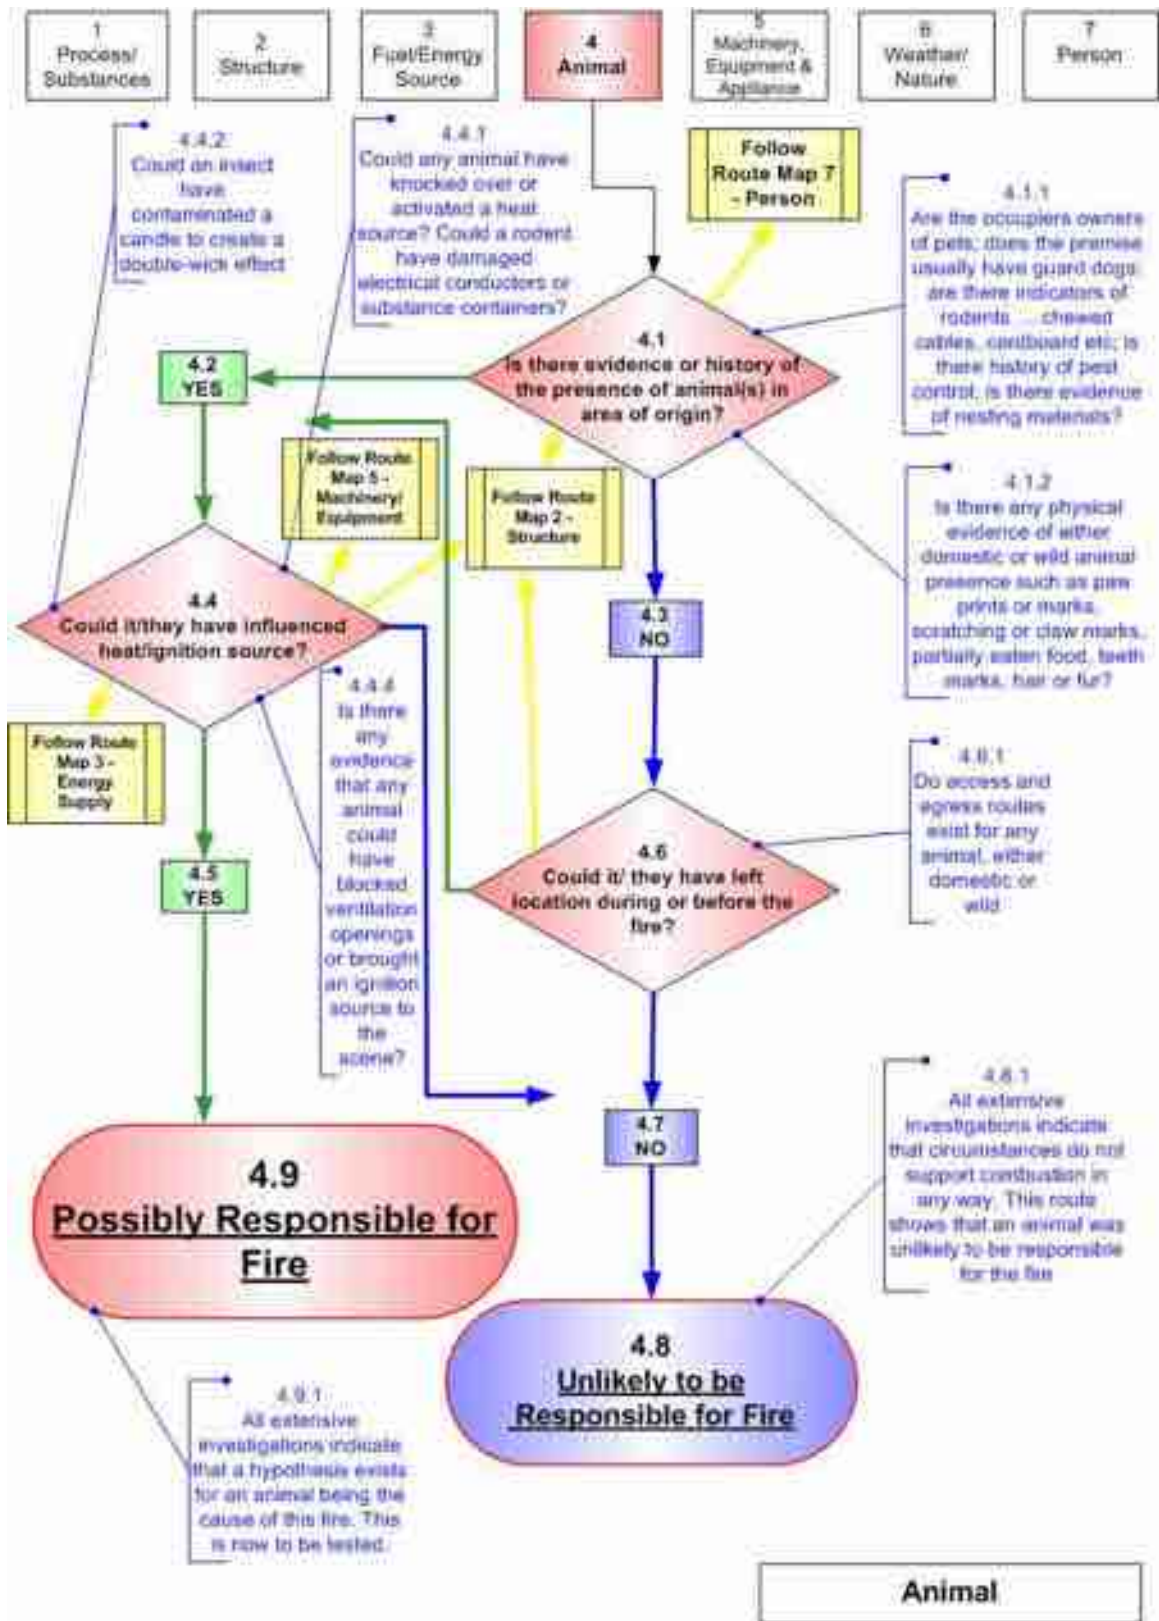 1
Process/
Substances
2
Structure
3
Fuel/Energy
Source
4
Animal
5
Machinery,
Equipment &
Appliance
6
Weather/
Nature
7
Person
4.4.2
Could an insect
have
contaminated a
candle to create a
double-wick effect
4.4.1
Could any animal have
knocked over or
activated a heat
source? Could a rodent
have damaged
electrical conductors or
substance containers?
Follow
Route Map 7
- Person
4.1.1
Are the occupiers owners
of pets; does the premise
usually have guard dogs;
are there indicators of
rodents .... chewed
cables, cardboard etc; is
there history of pest
control, is there evidence
of nesting materials?
4.1
Is there evidence or history of
the presence of animal(s) in
area of origin?
4.2
YES
Follow Route
Map 5 -
Machinery/
Equipment
Follow Route
Map 2 -
Structure
4.1.2
Is there any physical
evidence of either
domestic or wild animal
presence such as paw
prints or marks,
scratching or claw marks,
partially eaten food, teeth
marks, hair or fur?
4.4
Could it/they have influenced
heat/ignition source?
4.3
NO
Follow Route
Map 3 -
Energy
Supply
4.4.4
Is there
any
evidence
that any
animal
could
have
blocked
ventilation
openings
or brought
an ignition
source to
the
scene?
4.6.1
Do access and
egress routes
exist for any
animal, either
domestic or
wild
4.5
YES
4.6
Could it/ they have left
location during or before the
fire?
4.7
NO
4.8.1
All extensive
investigations indicate
that circumstances do not
support combustion in
any way. This route
shows that an animal was
unlikely to be responsible
for the fire
4.9
Possibly Responsible for
Fire
4.8
Unlikely to be
Responsible for Fire
4.9.1
All extensive
investigations indicate
that a hypothesis exists
for an animal being the
cause of this fire. This
is now to be tested.
Animal